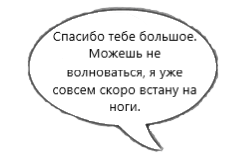 Спасибо тебе большое.
Можешь не
волноваться, я уже
совсем скоро встану на
ноги.